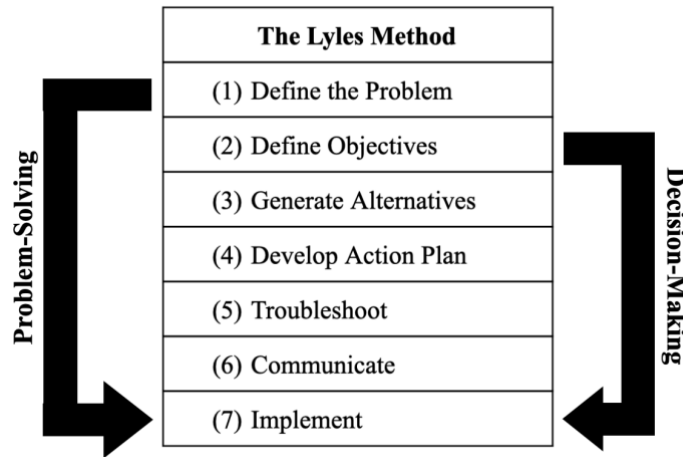 The Lyles Method
(1) Define the Problem
(2) Define Objectives
(3) Generate Alternatives
(4) Develop Action Plan
(5) Troubleshoot
(6) Communicate
(7) Implement
Problem-Solving
Decision-Making